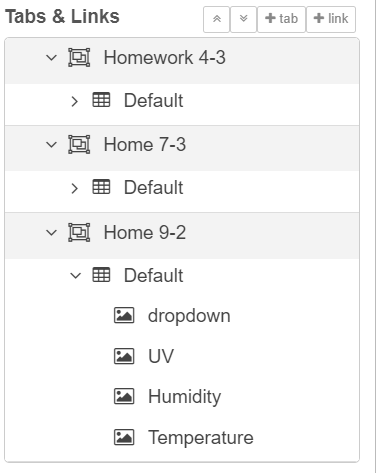 Tabs & Links
+ tab
+ link
Homework 4-3
Default
Home 7-3
Default
Home 9-2
Default
dropdown
UV
Humidity
Temperature